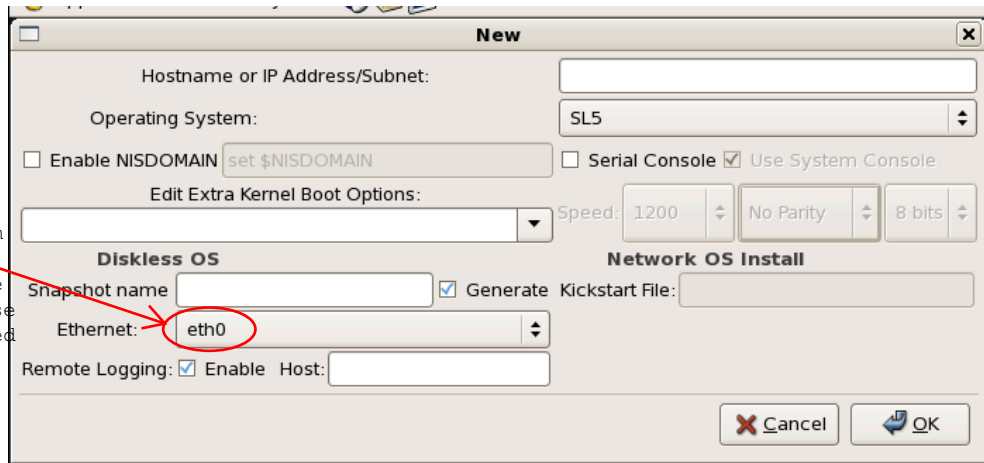 New
Hostname or IP Address/Subnet:
Operating System: SL5
Enable NISDOMAIN set $NISDOMAIN Serial Console Use System Console
Edit Extra Kernel Boot Options:
Speed: 1200 No Parity 8 bits
Diskless OS Network OS Install
Snapshot name Generate Kickstart File:
Ethernet: eth0
Remote Logging: Enable Host:
Cancel OK